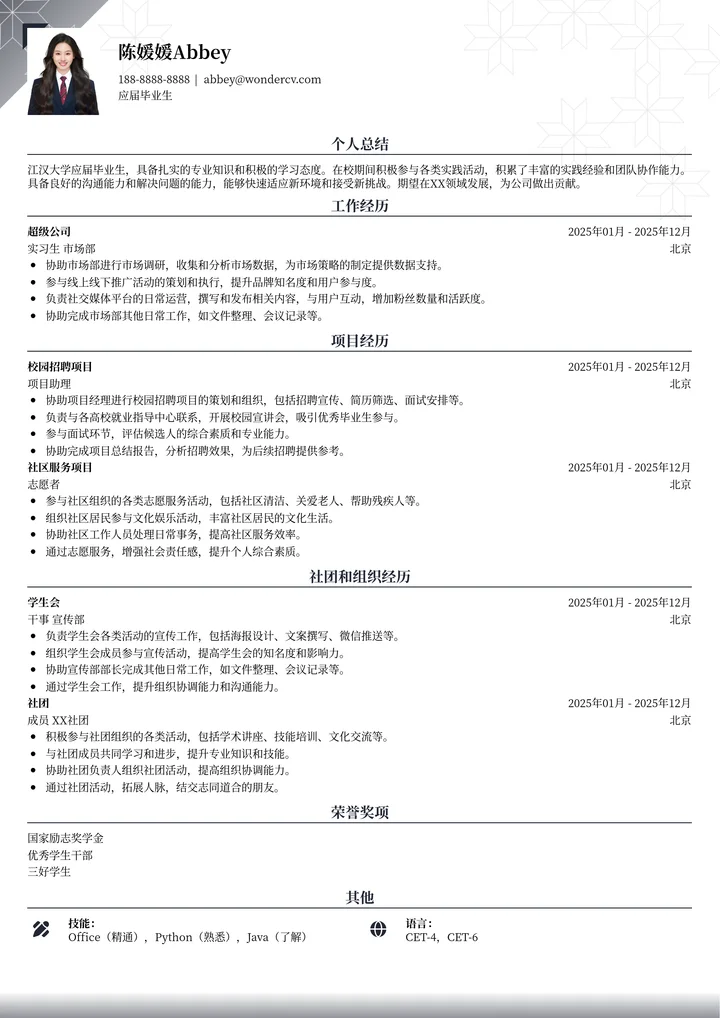 陈媛媛Abbey
188-8888-8888 | abbey@wondercv.com
应届毕业生
个人总结
江汉大学应届毕业生，具备扎实的专业知识和积极的学习态度。在校期间积极参与各类实践活动，积累了丰富的实践经验和团队协作能力。
具备良好的沟通能力和解决问题的能力，能够快速适应新环境和接受新挑战。期望在XX领域发展，为公司做出贡献。
工作经历
超级公司 2025年01月 - 2025年12月
实习生 市场部 北京
• 协助市场部进行市场调研，收集和分析市场数据，为市场策略的制定提供数据支持。
• 参与线上线下推广活动的策划和执行，提升品牌知名度和用户参与度。
• 负责社交媒体平台的日常运营，撰写和发布相关内容，与用户互动，增加粉丝数量和活跃度。
• 协助完成市场部其他日常工作，如文件整理、会议记录等。
项目经历
校园招聘项目 2025年01月 - 2025年12月
项目助理 北京
• 协助项目经理进行校园招聘项目的策划和组织，包括招聘宣传、简历筛选、面试安排等。
• 负责与各高校就业指导中心联系，开展校园宣讲会，吸引优秀毕业生参与。
• 参与面试环节，评估候选人的综合素质和专业能力。
• 协助完成项目总结报告，分析招聘效果，为后续招聘提供参考。
社区服务项目 2025年01月 - 2025年12月
志愿者 北京
• 参与社区组织的各类志愿服务活动，包括社区清洁、关爱老人、帮助残疾人等。
• 组织社区居民参与文化娱乐活动，丰富社区居民的文化生活。
• 协助社区工作人员处理日常事务，提高社区服务效率。
• 通过志愿服务，增强社会责任感，提升个人综合素质。
社团和组织经历
学生会 2025年01月 - 2025年12月
干事 宣传部 北京
• 负责学生会各类活动的宣传工作，包括海报设计、文案撰写、微信推送等。
• 组织学生会成员参与宣传活动，提高学生会的知名度和影响力。
• 协助宣传部部长完成其他日常工作，如文件整理、会议记录等。
• 通过学生会工作，提升组织协调能力和沟通能力。
社团 2025年01月 - 2025年12月
成员 XX社团 北京
• 积极参与社团组织的各类活动，包括学术讲座、技能培训、文化交流等。
• 与社团成员共同学习和进步，提升专业知识和技能。
• 协助社团负责人组织社团活动，提高组织协调能力。
• 通过社团活动，拓展人脉，结交志同道合的朋友。
荣誉奖项
国家励志奖学金
优秀学生干部
三好学生
其他
技能： 语言：
Office（精通），Python（熟悉），Java（了解） CET-4，CET-6